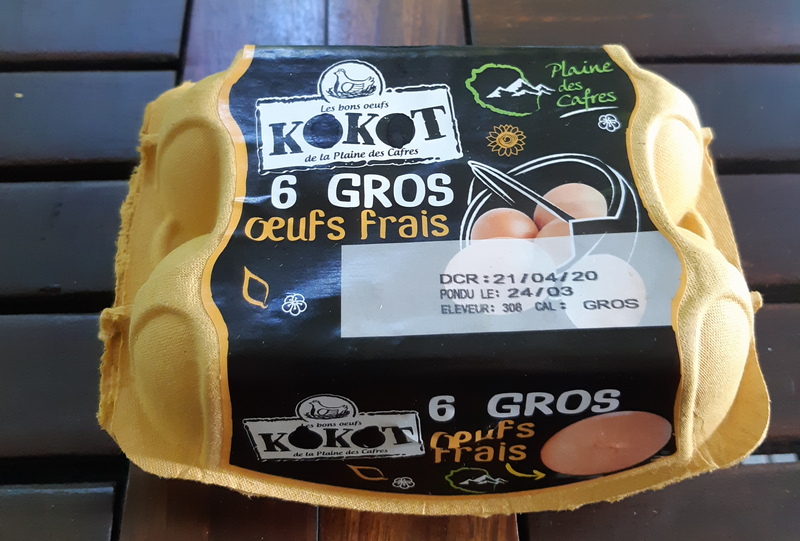 Les bons oeufs
KOKOT
de la Plaine des Cafres
Plaine
des
Cafres
6 GROS
œufs frais
DCR:21/04/20
PONDU LE: 24/03
ELEVEUR: 308 CAL: GROS
Les bons oeufs
KOKOT
de la Plaine des Cafres
6 GROS
œufs
frais